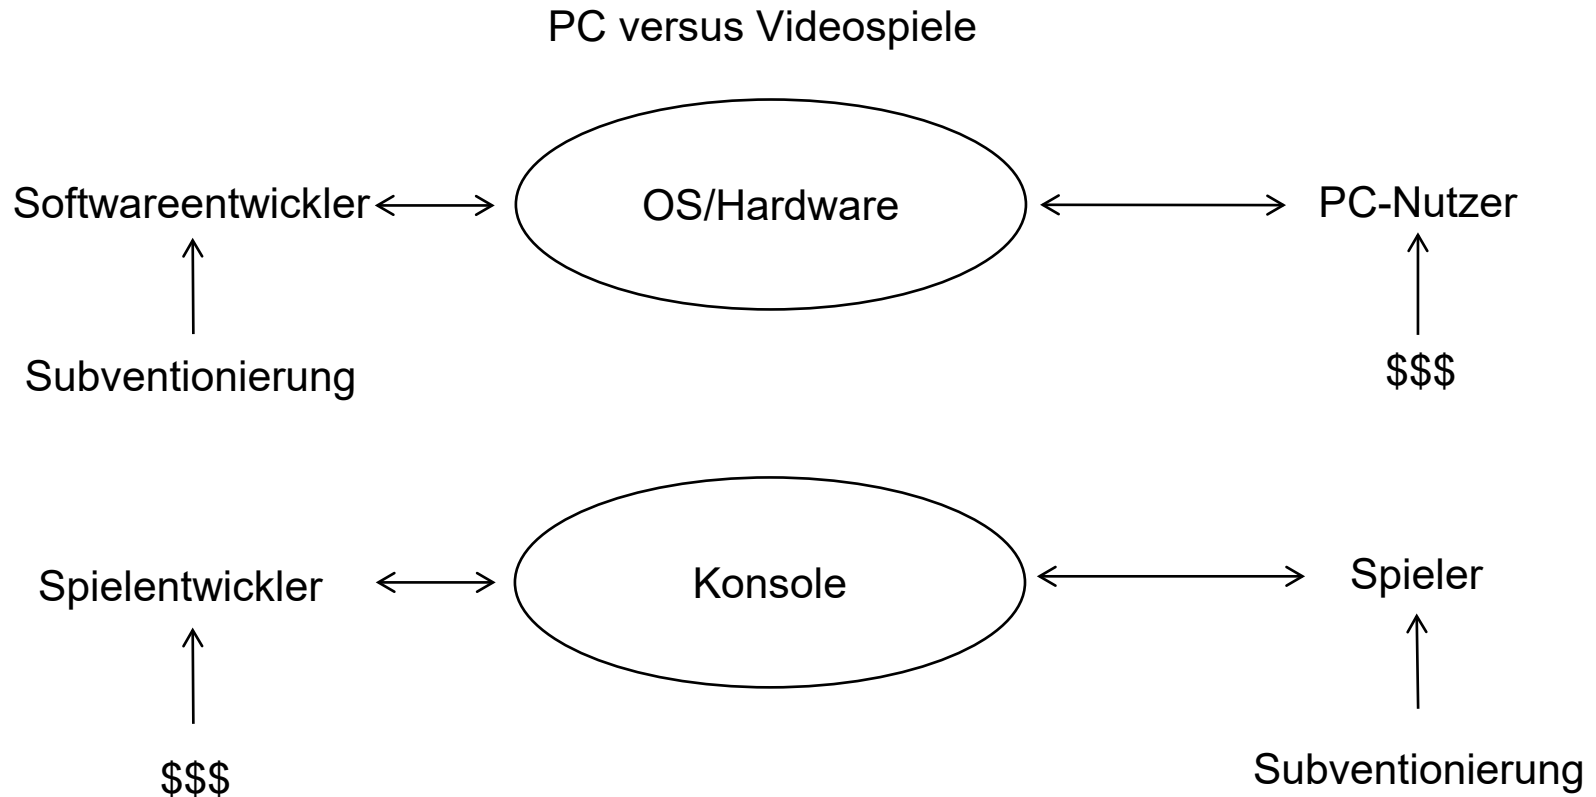 PC versus Videospiele
Softwareentwickler
OS/Hardware
PC-Nutzer
Subventionierung
$$$
Spielentwickler
Konsole
Spieler
$$$
Subventionierung